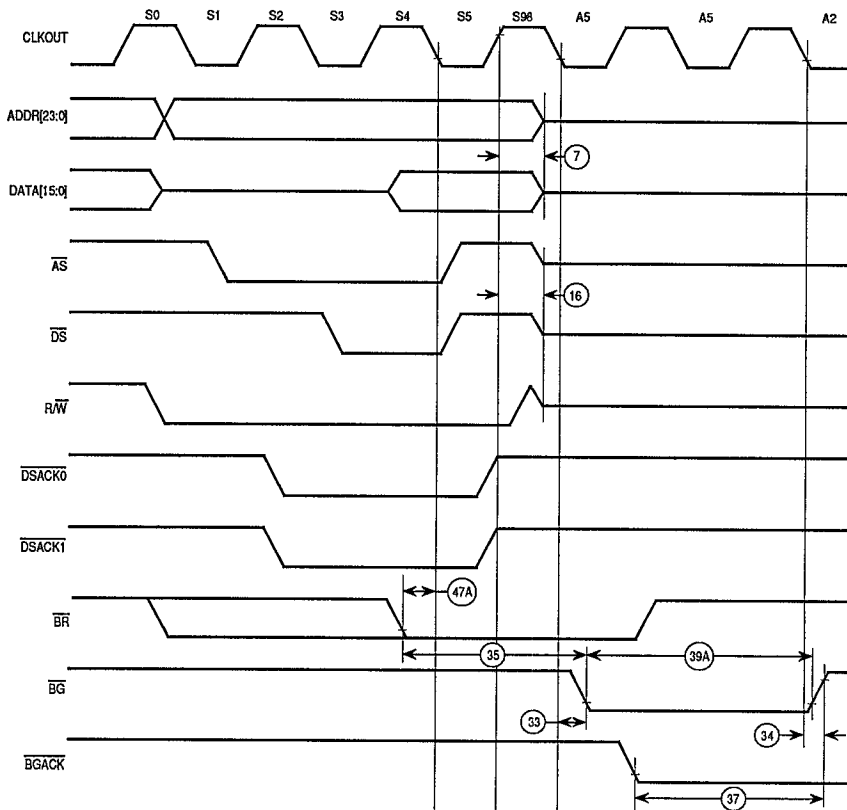 S0 S1 S2 S3 S4 S5 S98 A5 A5 A2
CLKOUT
ADDR[23:0]
7
DATA[15:0]
AS
16
DS
R/W
DSACK0
DSACK1
47A
BR
35 39A
BG
33 34
BGACK
37